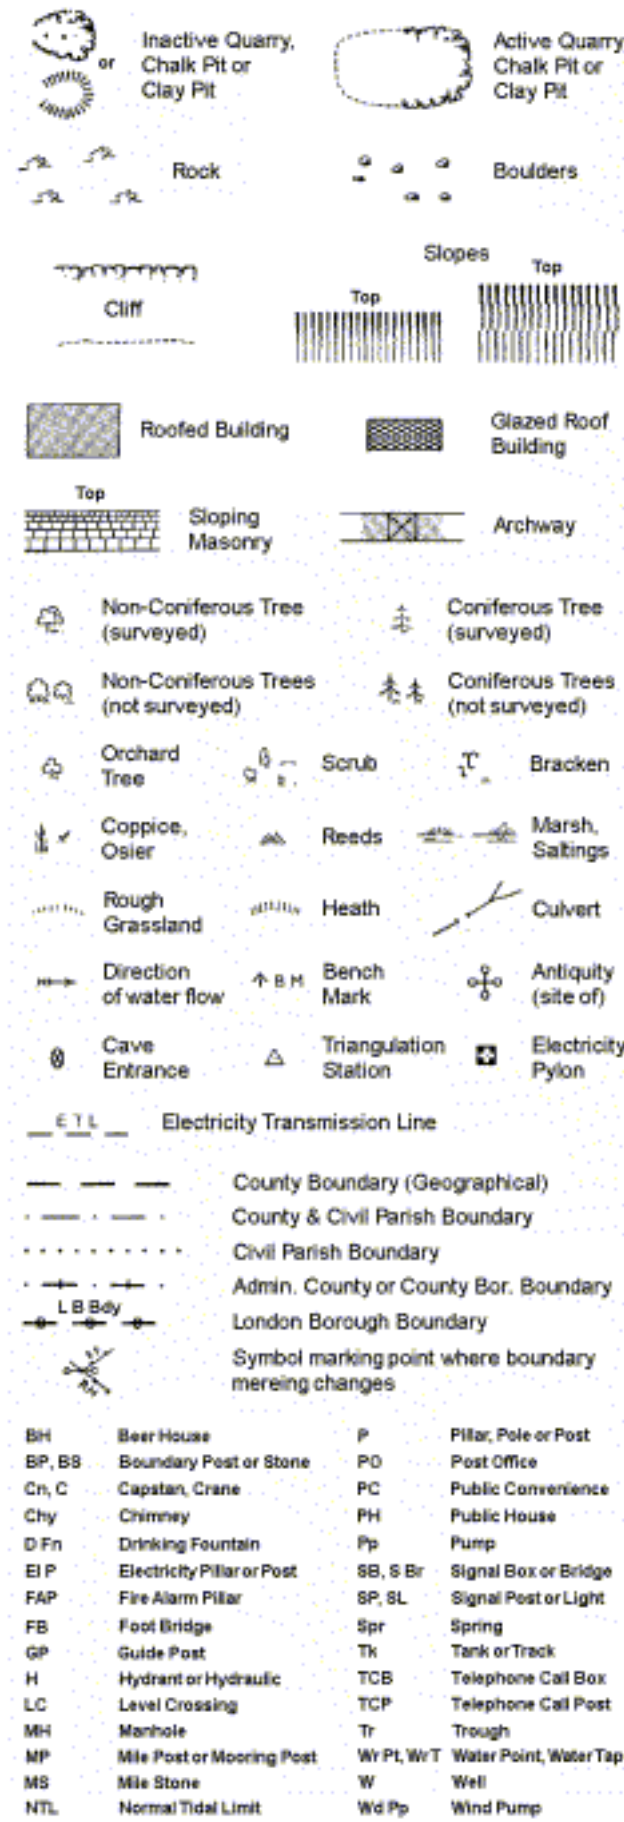 or
Inactive Quarry,
Chalk Pit or
Clay Pit
Active Quarry
Chalk Pit or
Clay Pit
Rock
Boulders
Slopes
Top
Top
Cliff
Roofed Building
Glazed Roof
Building
Top
Sloping
Masonry
Archway
Non-Coniferous Tree
(surveyed)
Coniferous Tree
(surveyed)
Non-Coniferous Trees
(not surveyed)
Coniferous Trees
(not surveyed)
Orchard
Tree
Scrub
Bracken
Coppice,
Osier
Reeds
Marsh,
Saltings
Rough
Grassland
Heath
Culvert
Direction
of water flow
B M
Bench
Mark
Antiquity
(site of)
Cave
Entrance
Triangulation
Station
Electricity
Pylon
E T L
Electricity Transmission Line
County Boundary (Geographical)
County & Civil Parish Boundary
Civil Parish Boundary
Admin. County or County Bor. Boundary
L B Bdy
London Borough Boundary
Symbol marking point where boundary
mereing changes
BH Beer House P Pillar, Pole or Post
BP, BS Boundary Post or Stone PO Post Office
Cn, C Capstan, Crane PC Public Convenience
Chy Chimney PH Public House
D Fn Drinking Fountain Pp Pump
El P Electricity Pillar or Post SB, S Br Signal Box or Bridge
FAP Fire Alarm Pillar SP, SL Signal Post or Light
FB Foot Bridge Spr Spring
GP Guide Post Tk Tank or Track
H Hydrant or Hydraulic TCB Telephone Call Box
LC Level Crossing TCP Telephone Call Post
MH Manhole Tr Trough
MP Mile Post or Mooring Post Wr Pt, Wr T Water Point, Water Tap
MS Mile Stone W Well
NTL Normal Tidal Limit Wd Pp Wind Pump